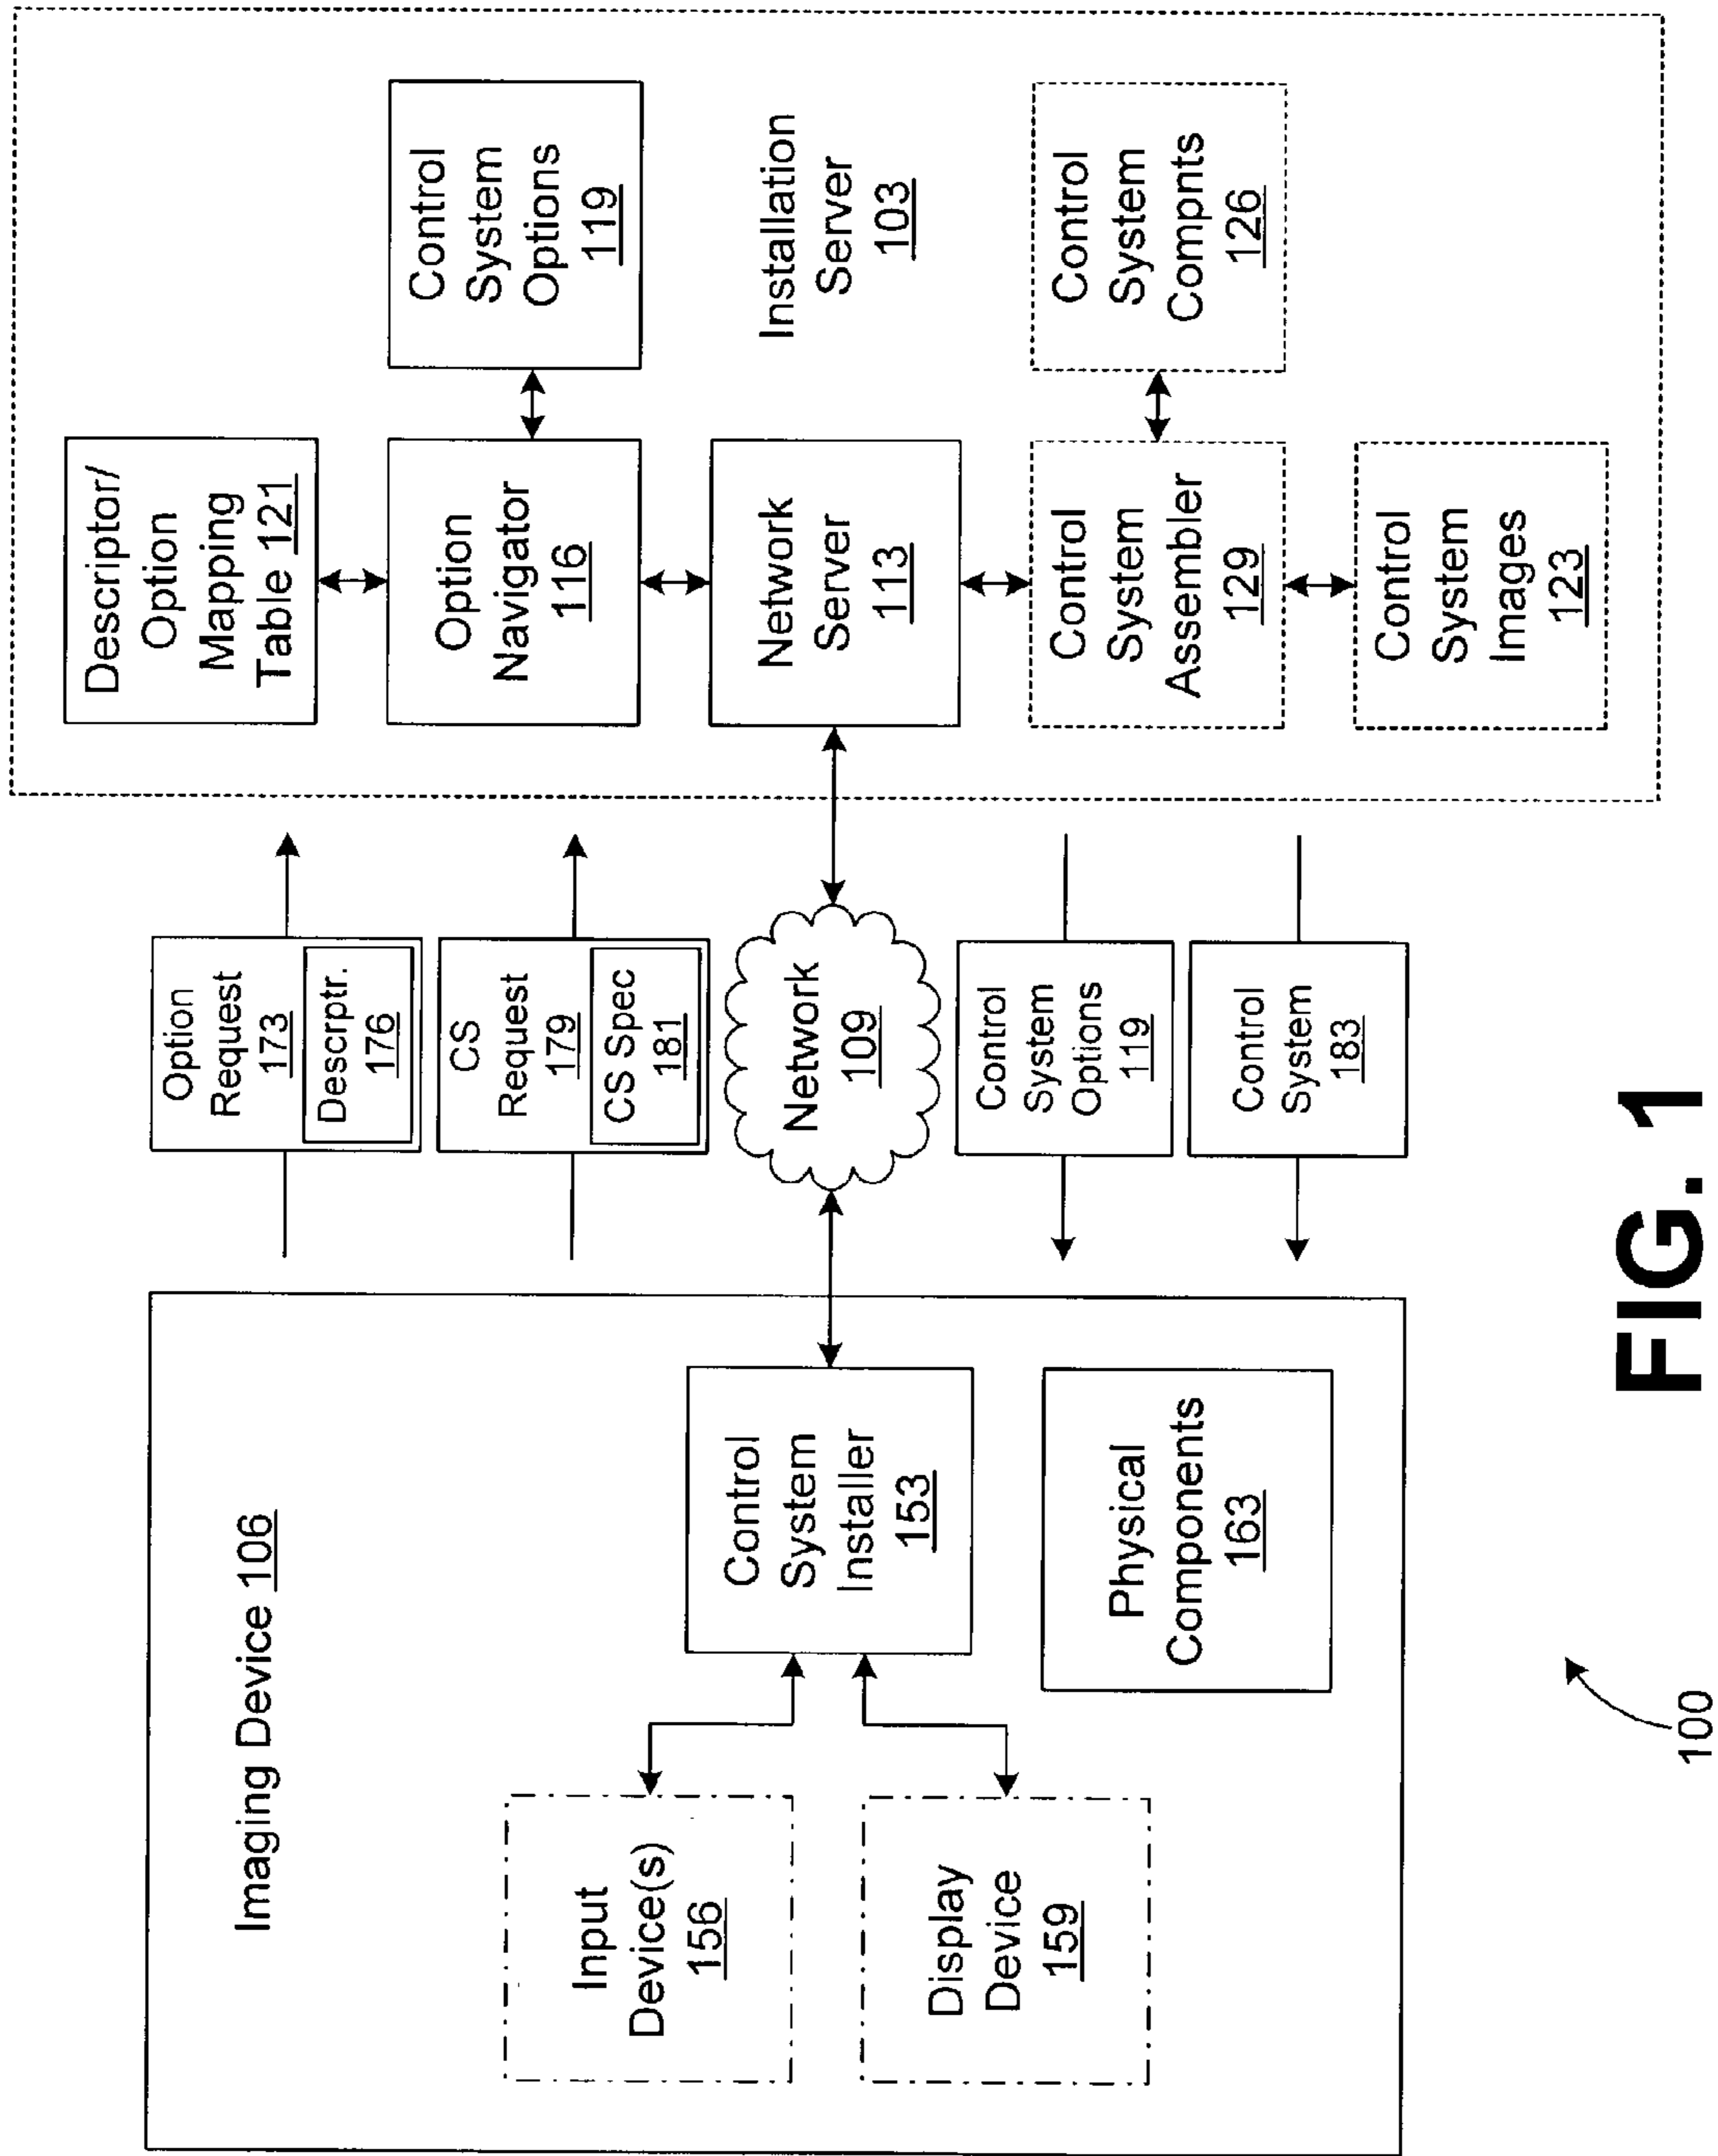 Imaging Device 106
Input
Device(s)
156
Display
Device
159
Control
System
Installer
153
Physical
Components
163
Option
Request
173
Descrptr.
176
CS
Request
179
CS Spec
181
Network
109
Control
System
Options
119
Control
System
183
Descriptor/
Option
Mapping
Table 121
Option
Navigator
116
Control
System
Options
119
Network
Server
113
Installation
Server
103
Control
System
Assembler
129
Control
System
Compnts
126
Control
System
Images
123
100
FIG. 1